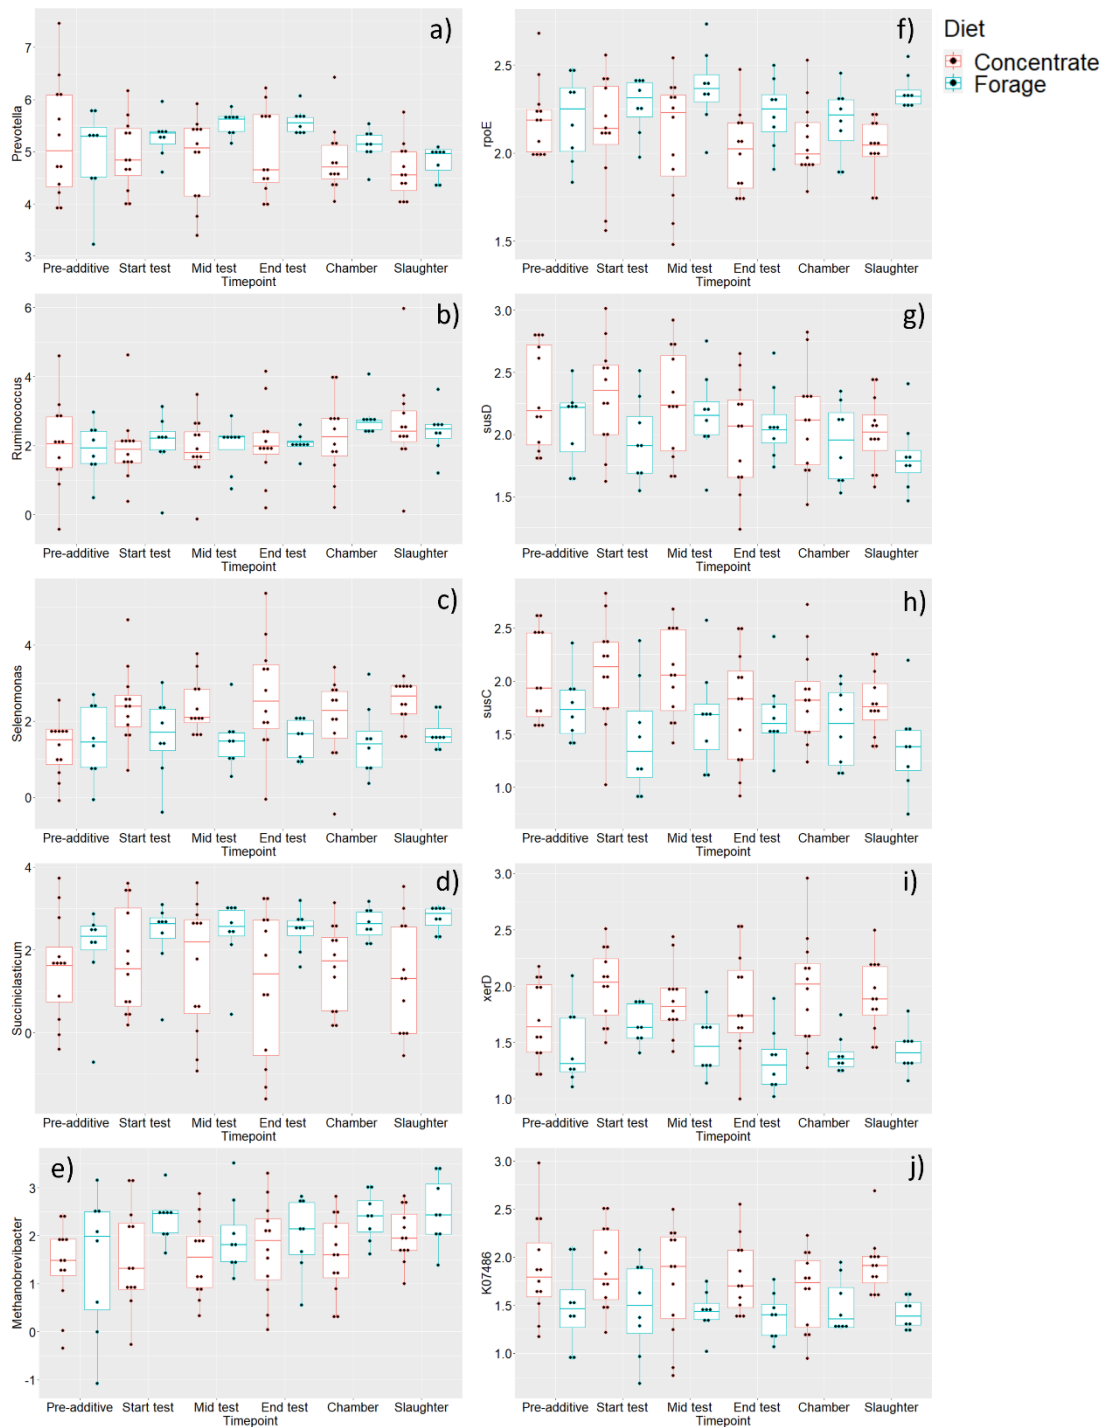 a)
7
6
5
4
3
Prevotella
Pre-additive Start test Mid test End test Chamber Slaughter
Timepoint
f)
2.5
2.0
1.5
rpoE
Pre-additive Start test Mid test End test Chamber Slaughter
Timepoint
Diet
Concentrate
Forage
b)
6
4
2
0
Ruminococcus
Pre-additive Start test Mid test End test Chamber Slaughter
Timepoint
g)
3.0
2.5
2.0
1.5
susD
Pre-additive Start test Mid test End test Chamber Slaughter
Timepoint
c)
4
2
0
Selenomonas
Pre-additive Start test Mid test End test Chamber Slaughter
Timepoint
h)
2.5
2.0
1.5
1.0
susC
Pre-additive Start test Mid test End test Chamber Slaughter
Timepoint
d)
4
2
0
Succiniclasticum
Pre-additive Start test Mid test End test Chamber Slaughter
Timepoint
i)
3.0
2.5
2.0
1.5
1.0
xerD
Pre-additive Start test Mid test End test Chamber Slaughter
Timepoint
e)
3
2
1
0
-1
Methanobrevibacter
Pre-additive Start test Mid test End test Chamber Slaughter
Timepoint
j)
3.0
2.5
2.0
1.5
1.0
K07486
Pre-additive Start test Mid test End test Chamber Slaughter
Timepoint